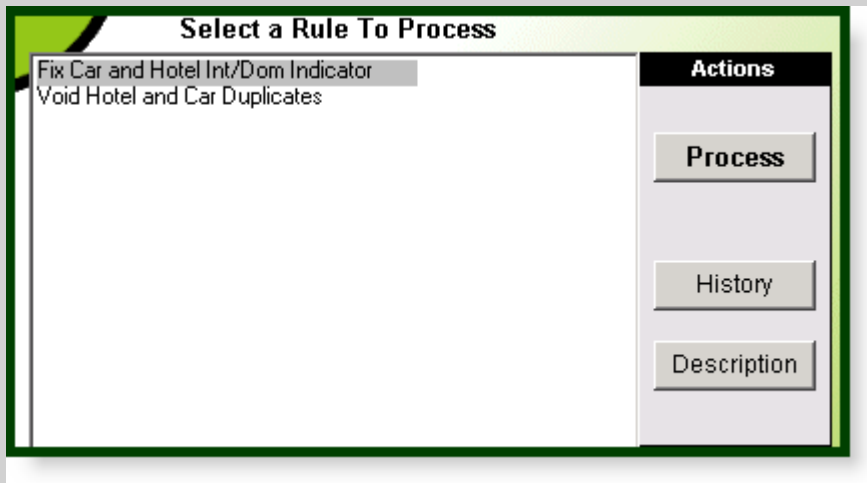 Select a Rule To Process
Fix Car and Hotel Int/Dom Indicator
Void Hotel and Car Duplicates
Actions
Process
History
Description